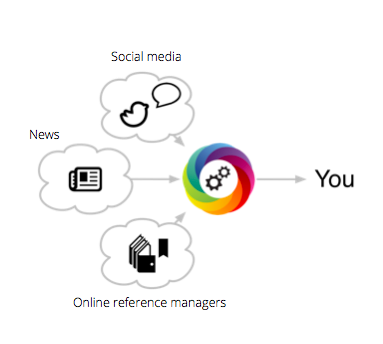 Social media
News
You
Online reference managers